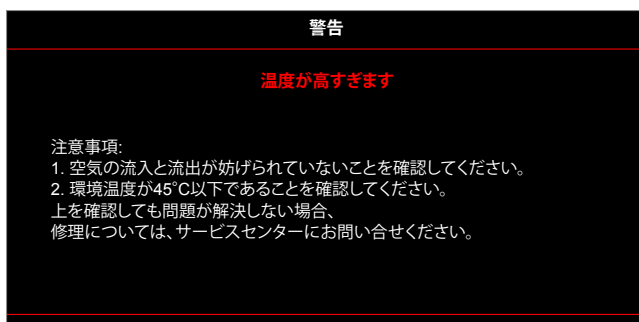 警告
温度が高すぎます
注意事項:
1. 空気の流入と流出が妨げられていないことを確認してください。
2. 環境温度が45°C以下であることを確認してください。
上を確認しても問題が解決しない場合、
修理については、サービスセンターにお問い合せください。